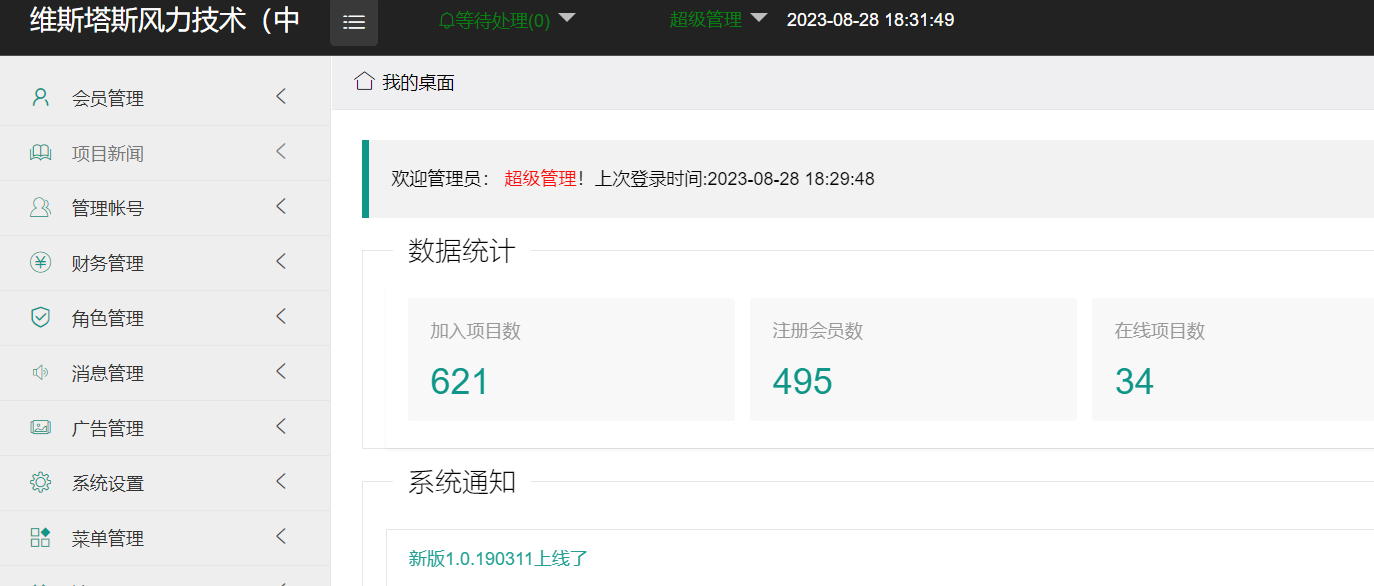 维斯塔斯风力技术（中
等待处理(0)
超级管理
2023-08-28 18:31:49
会员管理
项目新闻
管理帐号
财务管理
角色管理
消息管理
广告管理
系统设置
菜单管理
我的桌面
欢迎管理员： 超级管理！上次登录时间:2023-08-28 18:29:48
数据统计
加入项目数
621
注册会员数
495
在线项目数
34
系统通知
新版1.0.190311上线了